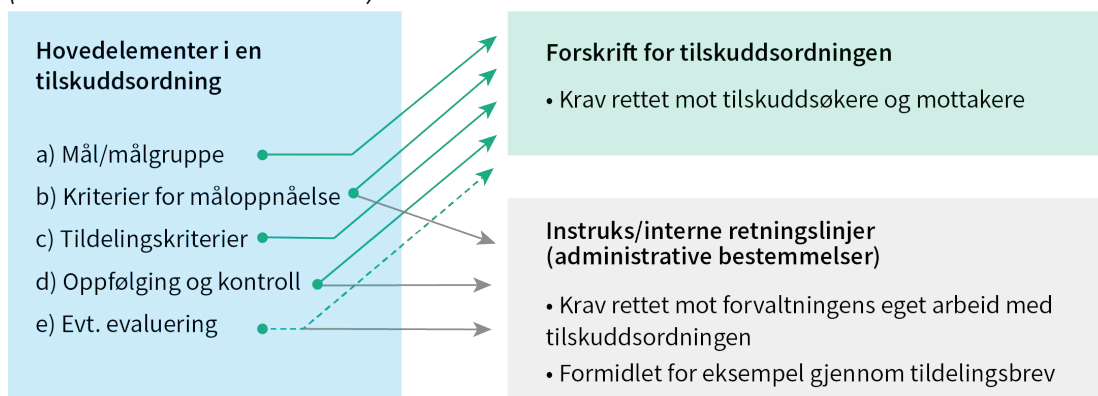 Hovedelementer i en
tilskuddsordning
a) Mål/målgruppe
b) Kriterier for måloppnåelse
c) Tildelingskriterier
d) Oppfølging og kontroll
e) Evt. evaluering
Forskrift for tilskuddsordningen
• Krav rettet mot tilskuddsøkere og mottakere
Instruks/interne retningslinjer
(administrative bestemmelser)
• Krav rettet mot forvaltningens eget arbeid med
tilskuddsordningen
• Formidlet for eksempel gjennom tildelingsbrev